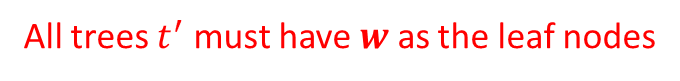 All trees t′ must have w as the leaf nodes